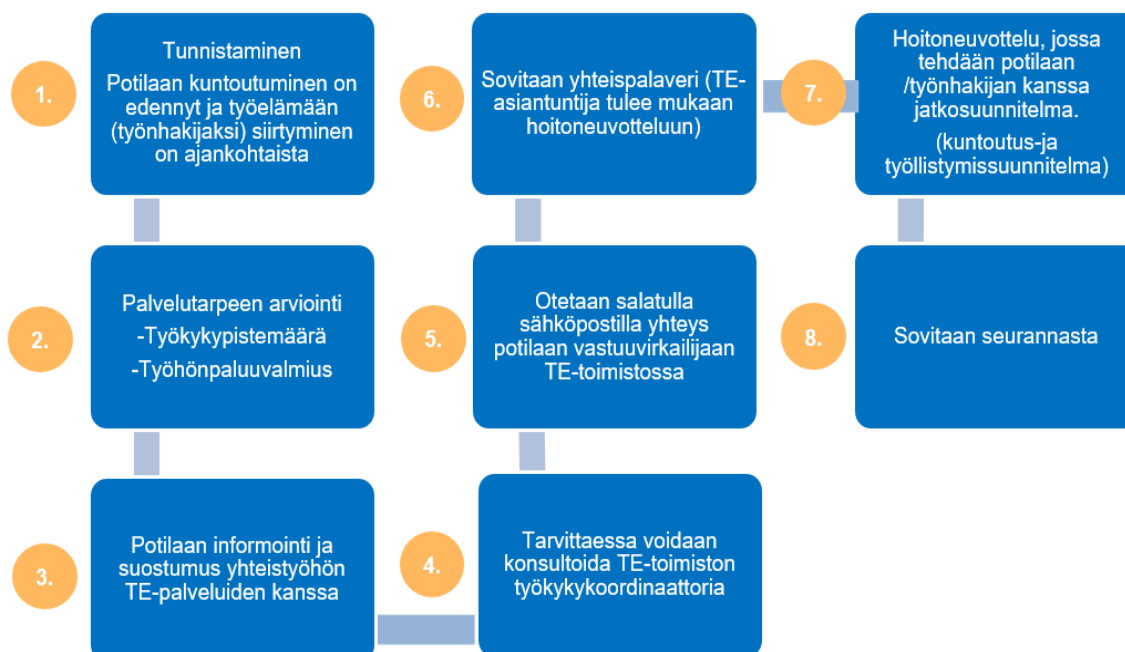 1.
Tunnistaminen
Potilaan kuntoutuminen on
edennyt ja työelämään
(työnhakijaksi) siirtyminen
on ajankohtaista
2.
Palvelutarpeen arviointi
-Työkykypistemäärä
-Työhönpaluuvalmius
3.
Potilaan informointi ja
suostumus yhteistyöhön
TE-palveluiden kanssa
4.
Tarvittaessa voidaan
konsultoida TE-toimiston
työkykykoordinaattoria
5.
Otetaan salatulla
sähköpostilla yhteys
potilaan vastuuvirkailijaan
TE-toimistossa
6.
Sovitaan yhteispalaveri (TE-
asiantuntija tulee mukaan
hoitoneuvotteluun)
7.
Hoitoneuvottelu, jossa
tehdään potilaan
/työnhakijan kanssa
jatkosuunnitelma.
(kuntoutus-ja
työllistymissuunnitelma)
8.
Sovitaan seurannasta